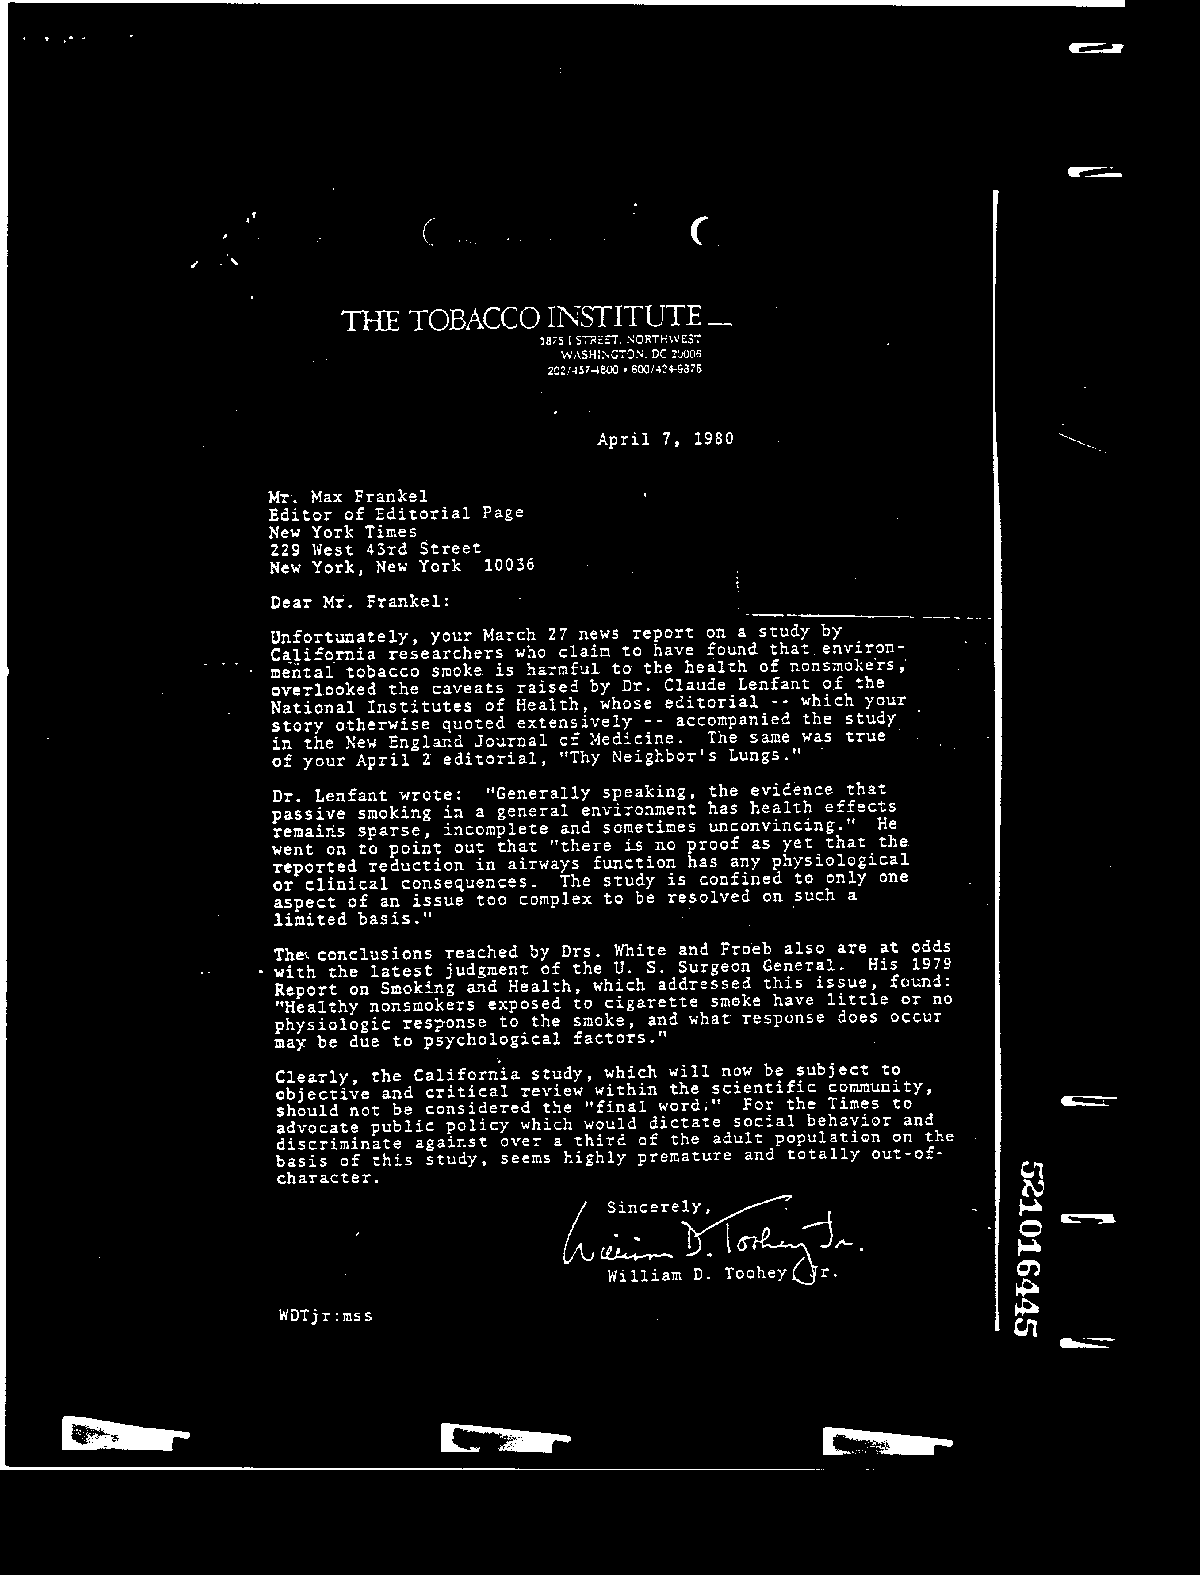 THE TOBACCO INSTITUTE
1875 I STREET, NORTHWEST
WASHINGTON, DC 20006
202/457-4800 • 800/424-9876
April 7, 1980
Mr. Max Frankel
Editor of Editorial Page
New York Times
229 West 43rd Street
New York, New York 10036
Dear Mr. Frankel:
Unfortunately, your March 27 news report on a study by
California researchers who claim to have found that environ-
mental tobacco smoke is harmful to the health of nonsmokers,
overlooked the caveats raised by Dr. Claude Lenfant of the
National Institutes of Health, whose editorial -- which your
story otherwise quoted extensively -- accompanied the study
in the New England Journal of Medicine. The same was true
of your April 2 editorial, "Thy Neighbor's Lungs."
Dr. Lenfant wrote: "Generally speaking, the evidence that
passive smoking in a general environment has health effects
remains sparse, incomplete and sometimes unconvincing." He
went on to point out that "there is no proof as yet that the
reported reduction in airways function has any physiological
or clinical consequences. The study is confined to only one
aspect of an issue too complex to be resolved on such a
limited basis."
The conclusions reached by Drs. White and Froeb also are at odds
with the latest judgment of the U. S. Surgeon General. His 1979
Report on Smoking and Health, which addressed this issue, found:
"Healthy nonsmokers exposed to cigarette smoke have little or no
physiologic response to the smoke, and what response does occur
may be due to psychological factors."
Clearly, the California study, which will now be subject to
objective and critical review within the scientific community,
should not be considered the "final word." For the Times to
advocate public policy which would dictate social behavior and
discriminate against over a third of the adult population on the
basis of this study, seems highly premature and totally out-of-
character.
Sincerely,
William D. Toohey Jr.
William D. Toohey Jr.
WDTjr:mss
521016445